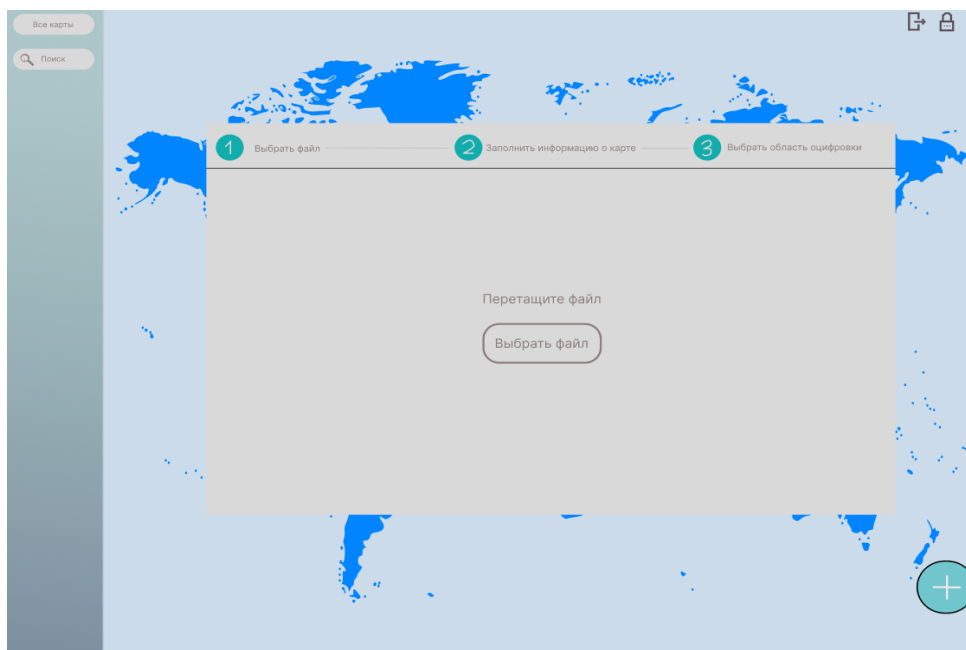 Все карты
Поиск
1 Выбрать файл 2 Заполнить информацию о карте 3 Выбрать область оцифровки
Перетащите файл
Выбрать файл